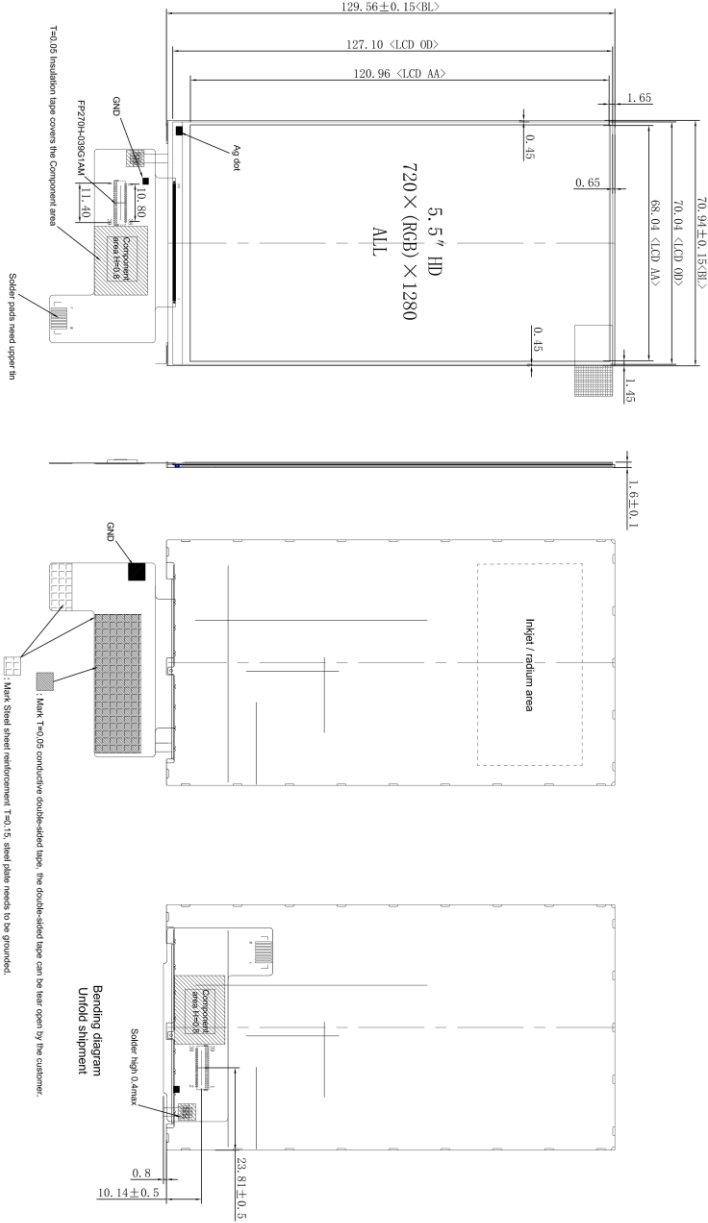 129.56±0.15<BL>
127.10 <LCD OD>
120.96 <LCD AA>
1.65
70.94±0.15<BL>
70.04 <LCD OD>
68.04 <LCD AA>
0.65
0.45
0.45
1.45
5.5〃 HD
720×(RGB)×1280
ALL
Ag dot
GND
FP270H-039G1AM
T=0.05 Insulation tape covers the Component area
10.80
11.40
Component
area H=0.8
Solder pads need upper tin
1.6±0.1
GND
Inkjet / radium area
: Mark T=0.05 conductive double-sided tape, the double-sided tape can be tear open by the customer.
: Mark Steel sheet reinforcement T=0.15, steel plate needs to be grounded.
Component
area H=0.8
Bending diagram
Unfold shipment
Solder high 0.4max
0.8
10.14±0.5
23.81±0.5